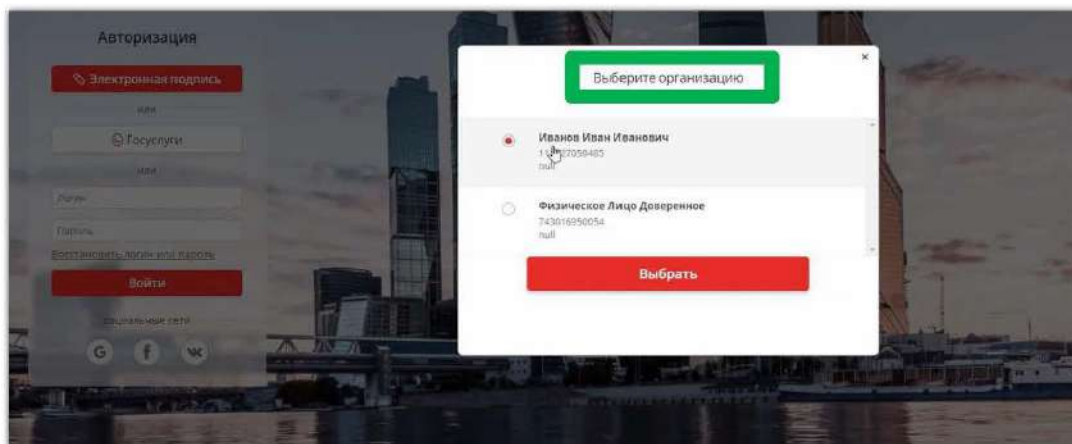 Авторизация
Электронная подпись
или
Госуслуги
или
Логин
Пароль
Восстановить логин или пароль
Войти
социальные сети
G f
Выберите организацию
×
Иванов Иван Иванович
null
Физическое Лицо Доверенное
743016950054
null
Выбрать